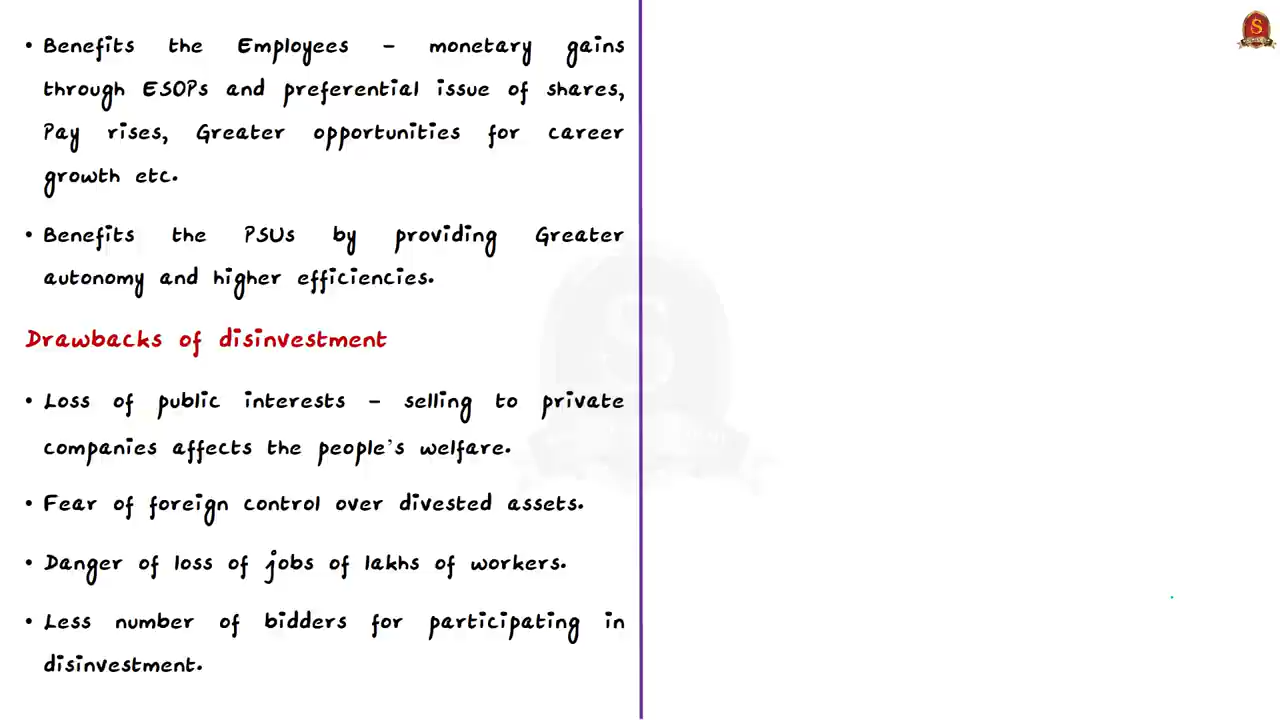 • Benefits the Employees – monetary gains
through ESOPs and preferential issue of shares,
Pay rises, Greater opportunities for career
growth etc.
• Benefits the PSUs by providing Greater
autonomy and higher efficiencies.
Drawbacks of disinvestment
• Loss of public interests – selling to private
companies affects the people's welfare.
• Fear of foreign control over divested assets.
• Danger of loss of jobs of lakhs of workers.
• Less number of bidders for participating in
disinvestment.